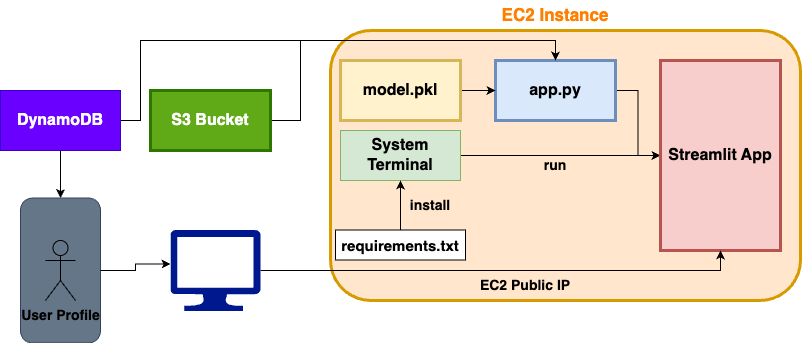 EC2 Instance
DynamoDB
S3 Bucket
model.pkl
app.py
System
Terminal
run
Streamlit App
install
requirements.txt
EC2 Public IP
User Profile